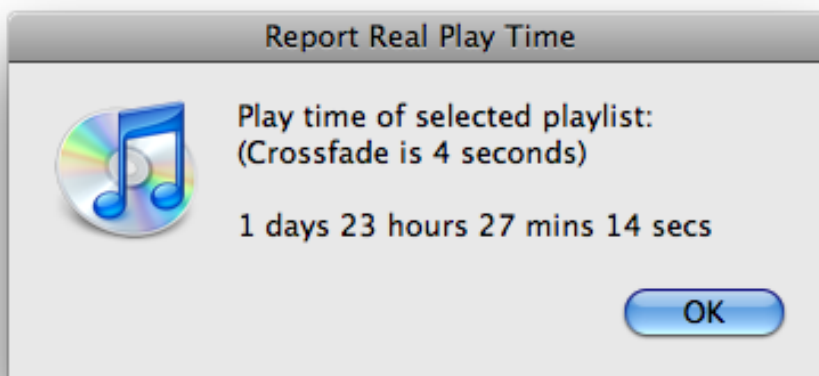 Report Real Play Time
Play time of selected playlist:
(Crossfade is 4 seconds)
1 days 23 hours 27 mins 14 secs
OK